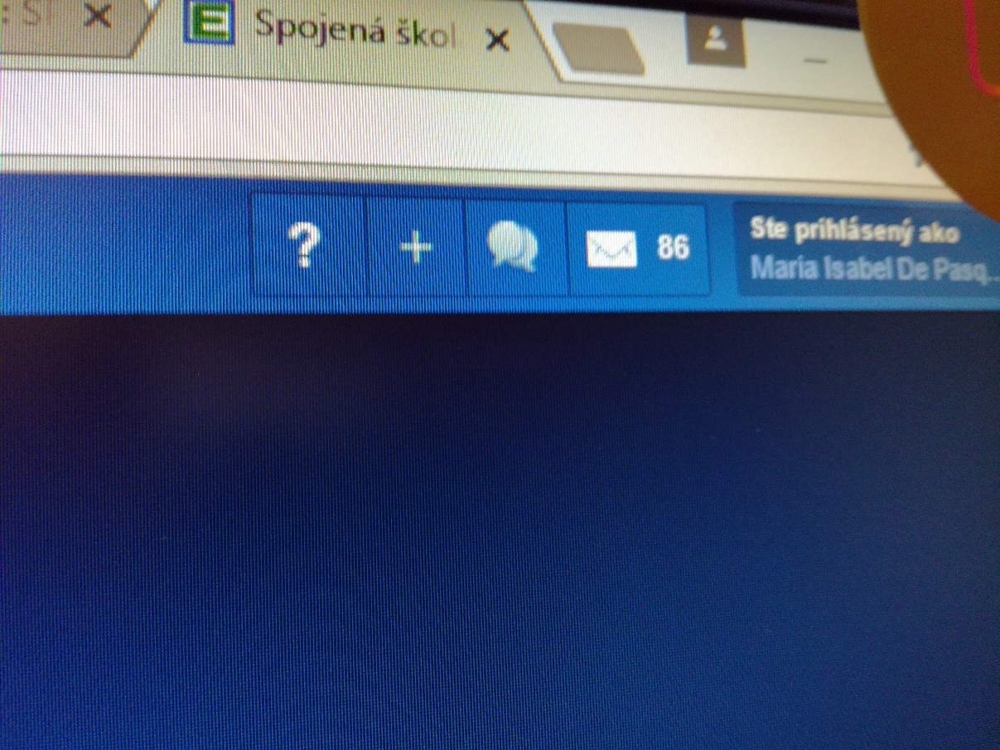 E Spojená škol
? + 86
Ste prihlásený ako
Maria Isabel De Pasq...